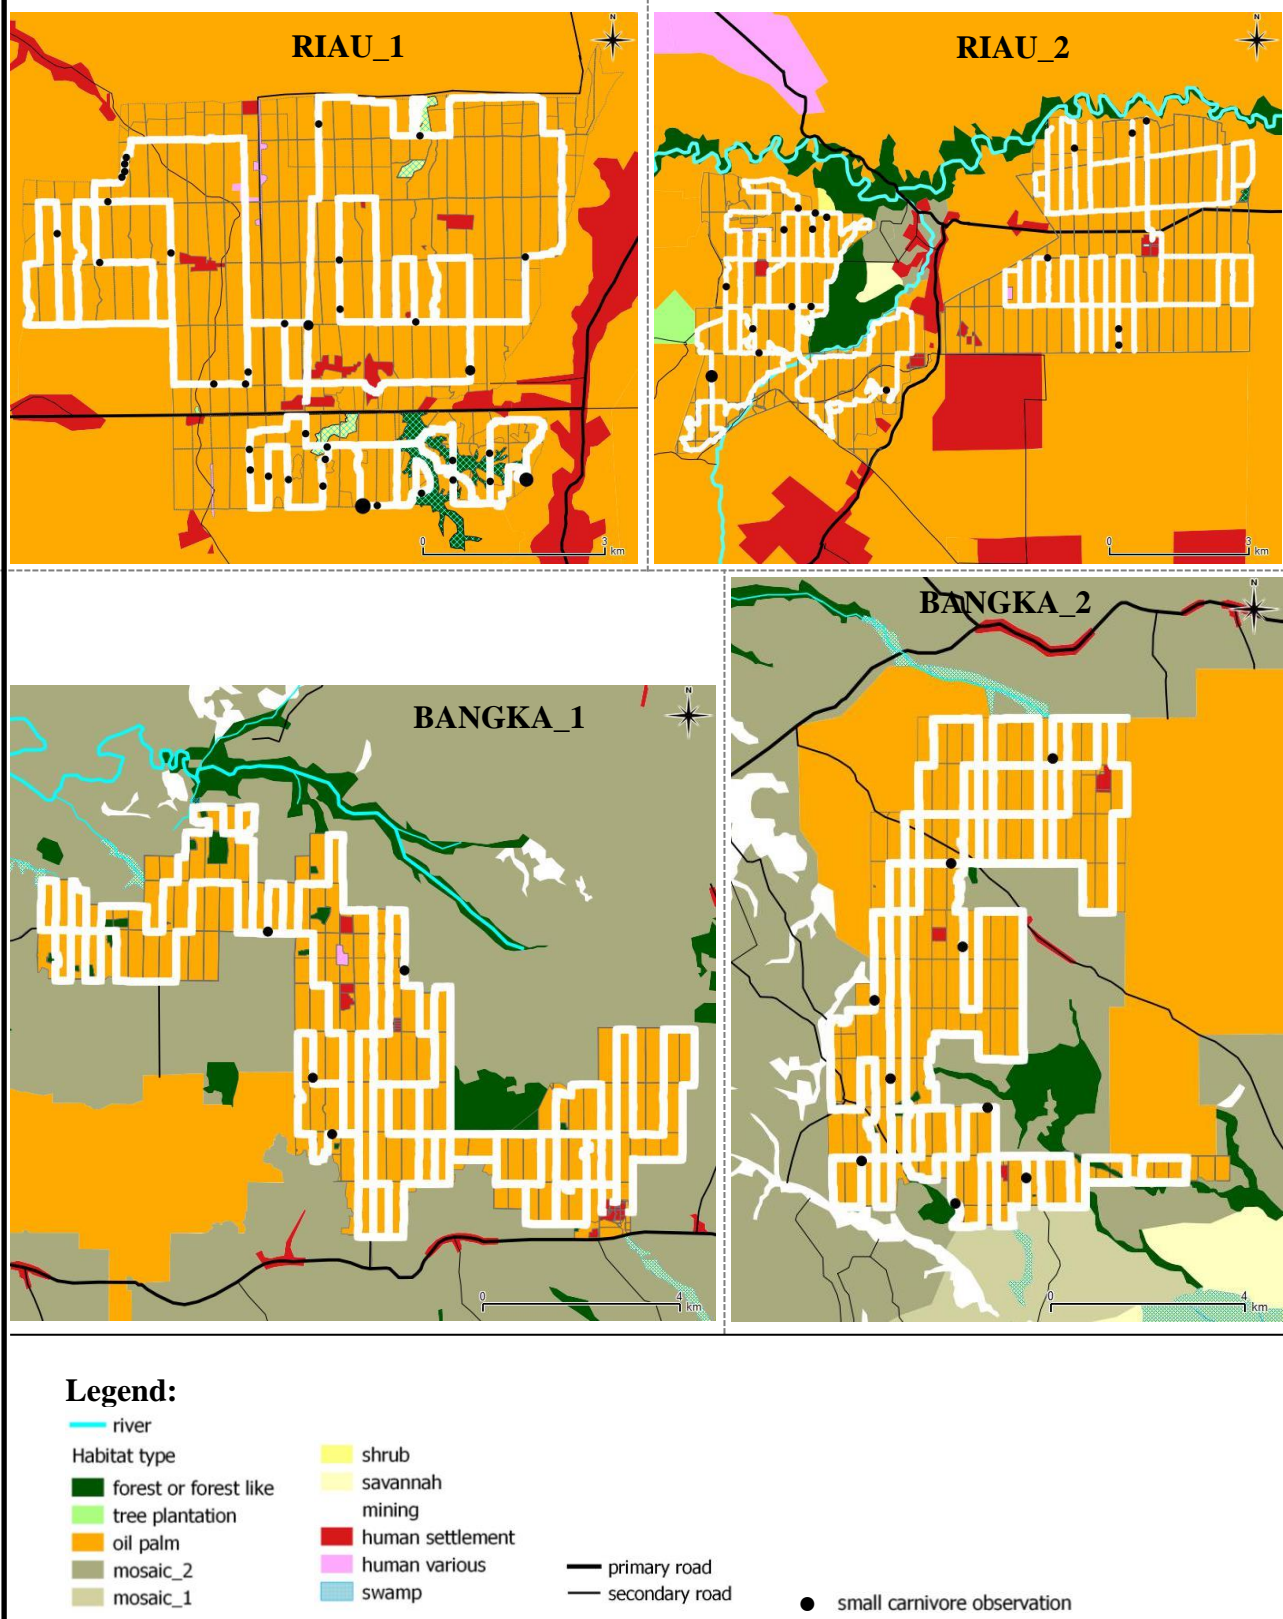 RIAU_1
N
RIAU_2
N
0 3
km
0 3
km
BANGKA_1
N
BANGKA_2
N
0 4
km
0 4
km
Legend:
river
Habitat type
forest or forest like
tree plantation
oil palm
mosaic_2
mosaic_1
shrub
savannah
mining
human settlement
human various
swamp
primary road
secondary road
small carnivore observation